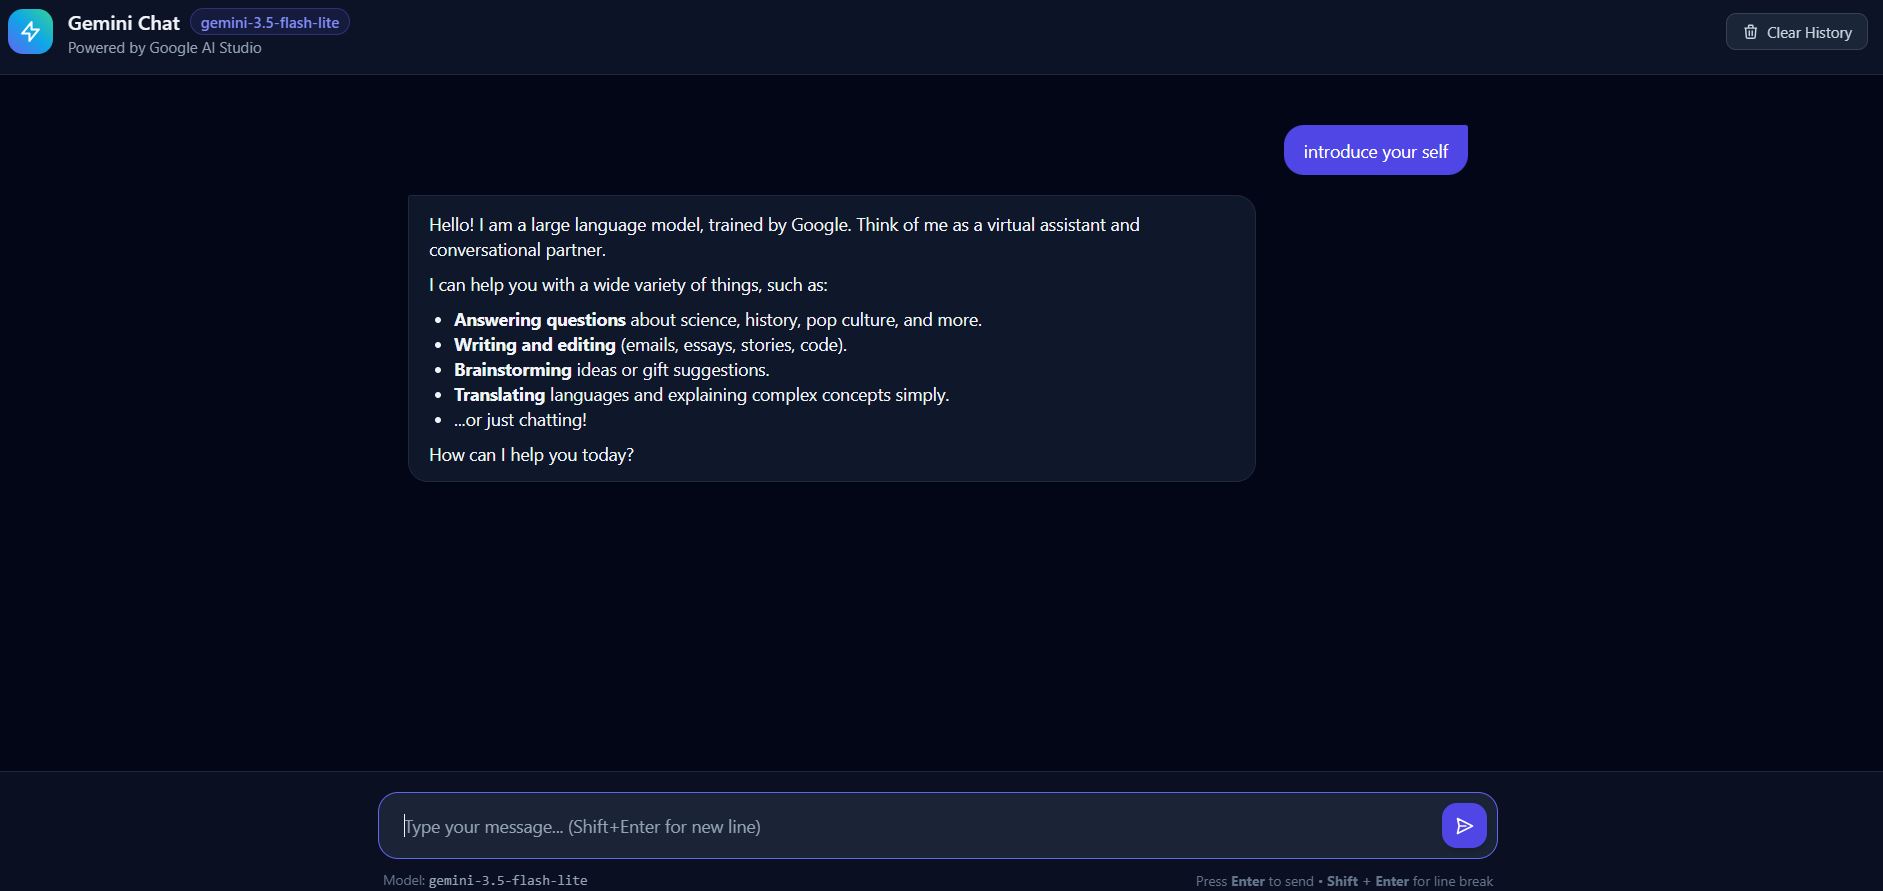 Gemini Chat
gemini-3.5-flash-lite
Powered by Google AI Studio
Clear History
introduce your self
Hello! I am a large language model, trained by Google. Think of me as a virtual assistant and
conversational partner.
I can help you with a wide variety of things, such as:
• Answering questions about science, history, pop culture, and more.
• Writing and editing (emails, essays, stories, code).
• Brainstorming ideas or gift suggestions.
• Translating languages and explaining complex concepts simply.
• ...or just chatting!
How can I help you today?
Type your message... (Shift+Enter for new line)
Model: gemini-3.5-flash-lite
Press Enter to send • Shift + Enter for line break